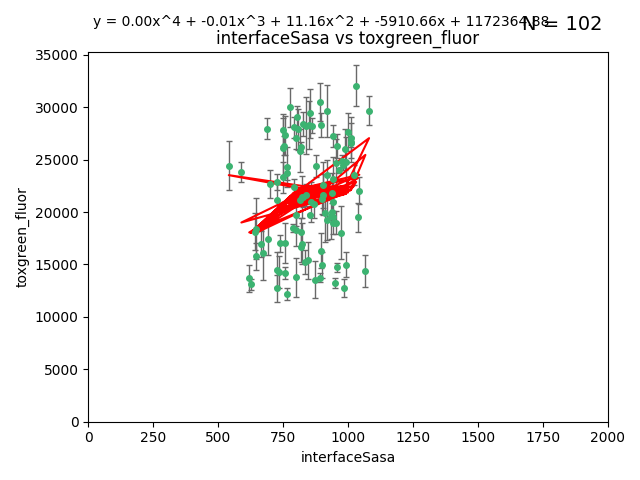 y = 0.00x^4 + -0.01x^3 + 11.16x^2 + -5910.66x + 1172364.88
N = 102
interfaceSasa vs toxgreen_fluor
35000
30000
25000
20000
15000
10000
5000
0
toxgreen_fluor
0 250 500 750 1000 1250 1500 1750 2000
interfaceSasa